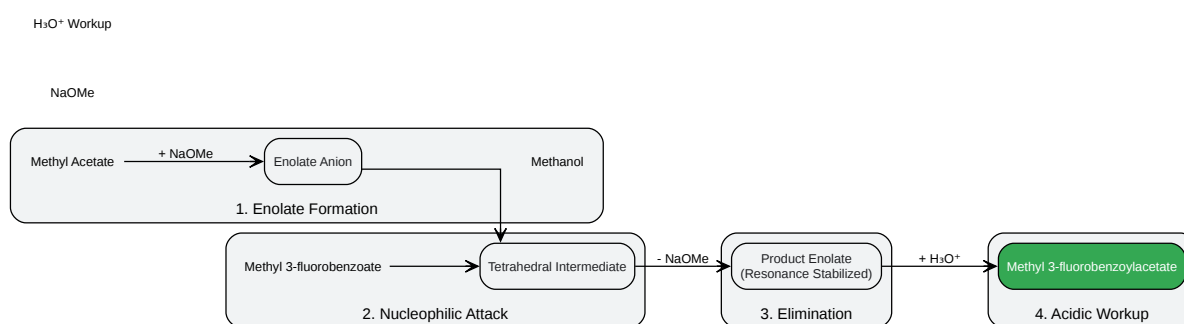 H₃O⁺ Workup
NaOMe
Methyl Acetate
+ NaOMe
Enolate Anion
Methanol
1. Enolate Formation
Methyl 3-fluorobenzoate
Tetrahedral Intermediate
- NaOMe
Product Enolate
(Resonance Stabilized)
+ H₃O⁺
Methyl 3-fluorobenzoylacetate
2. Nucleophilic Attack
3. Elimination
4. Acidic Workup